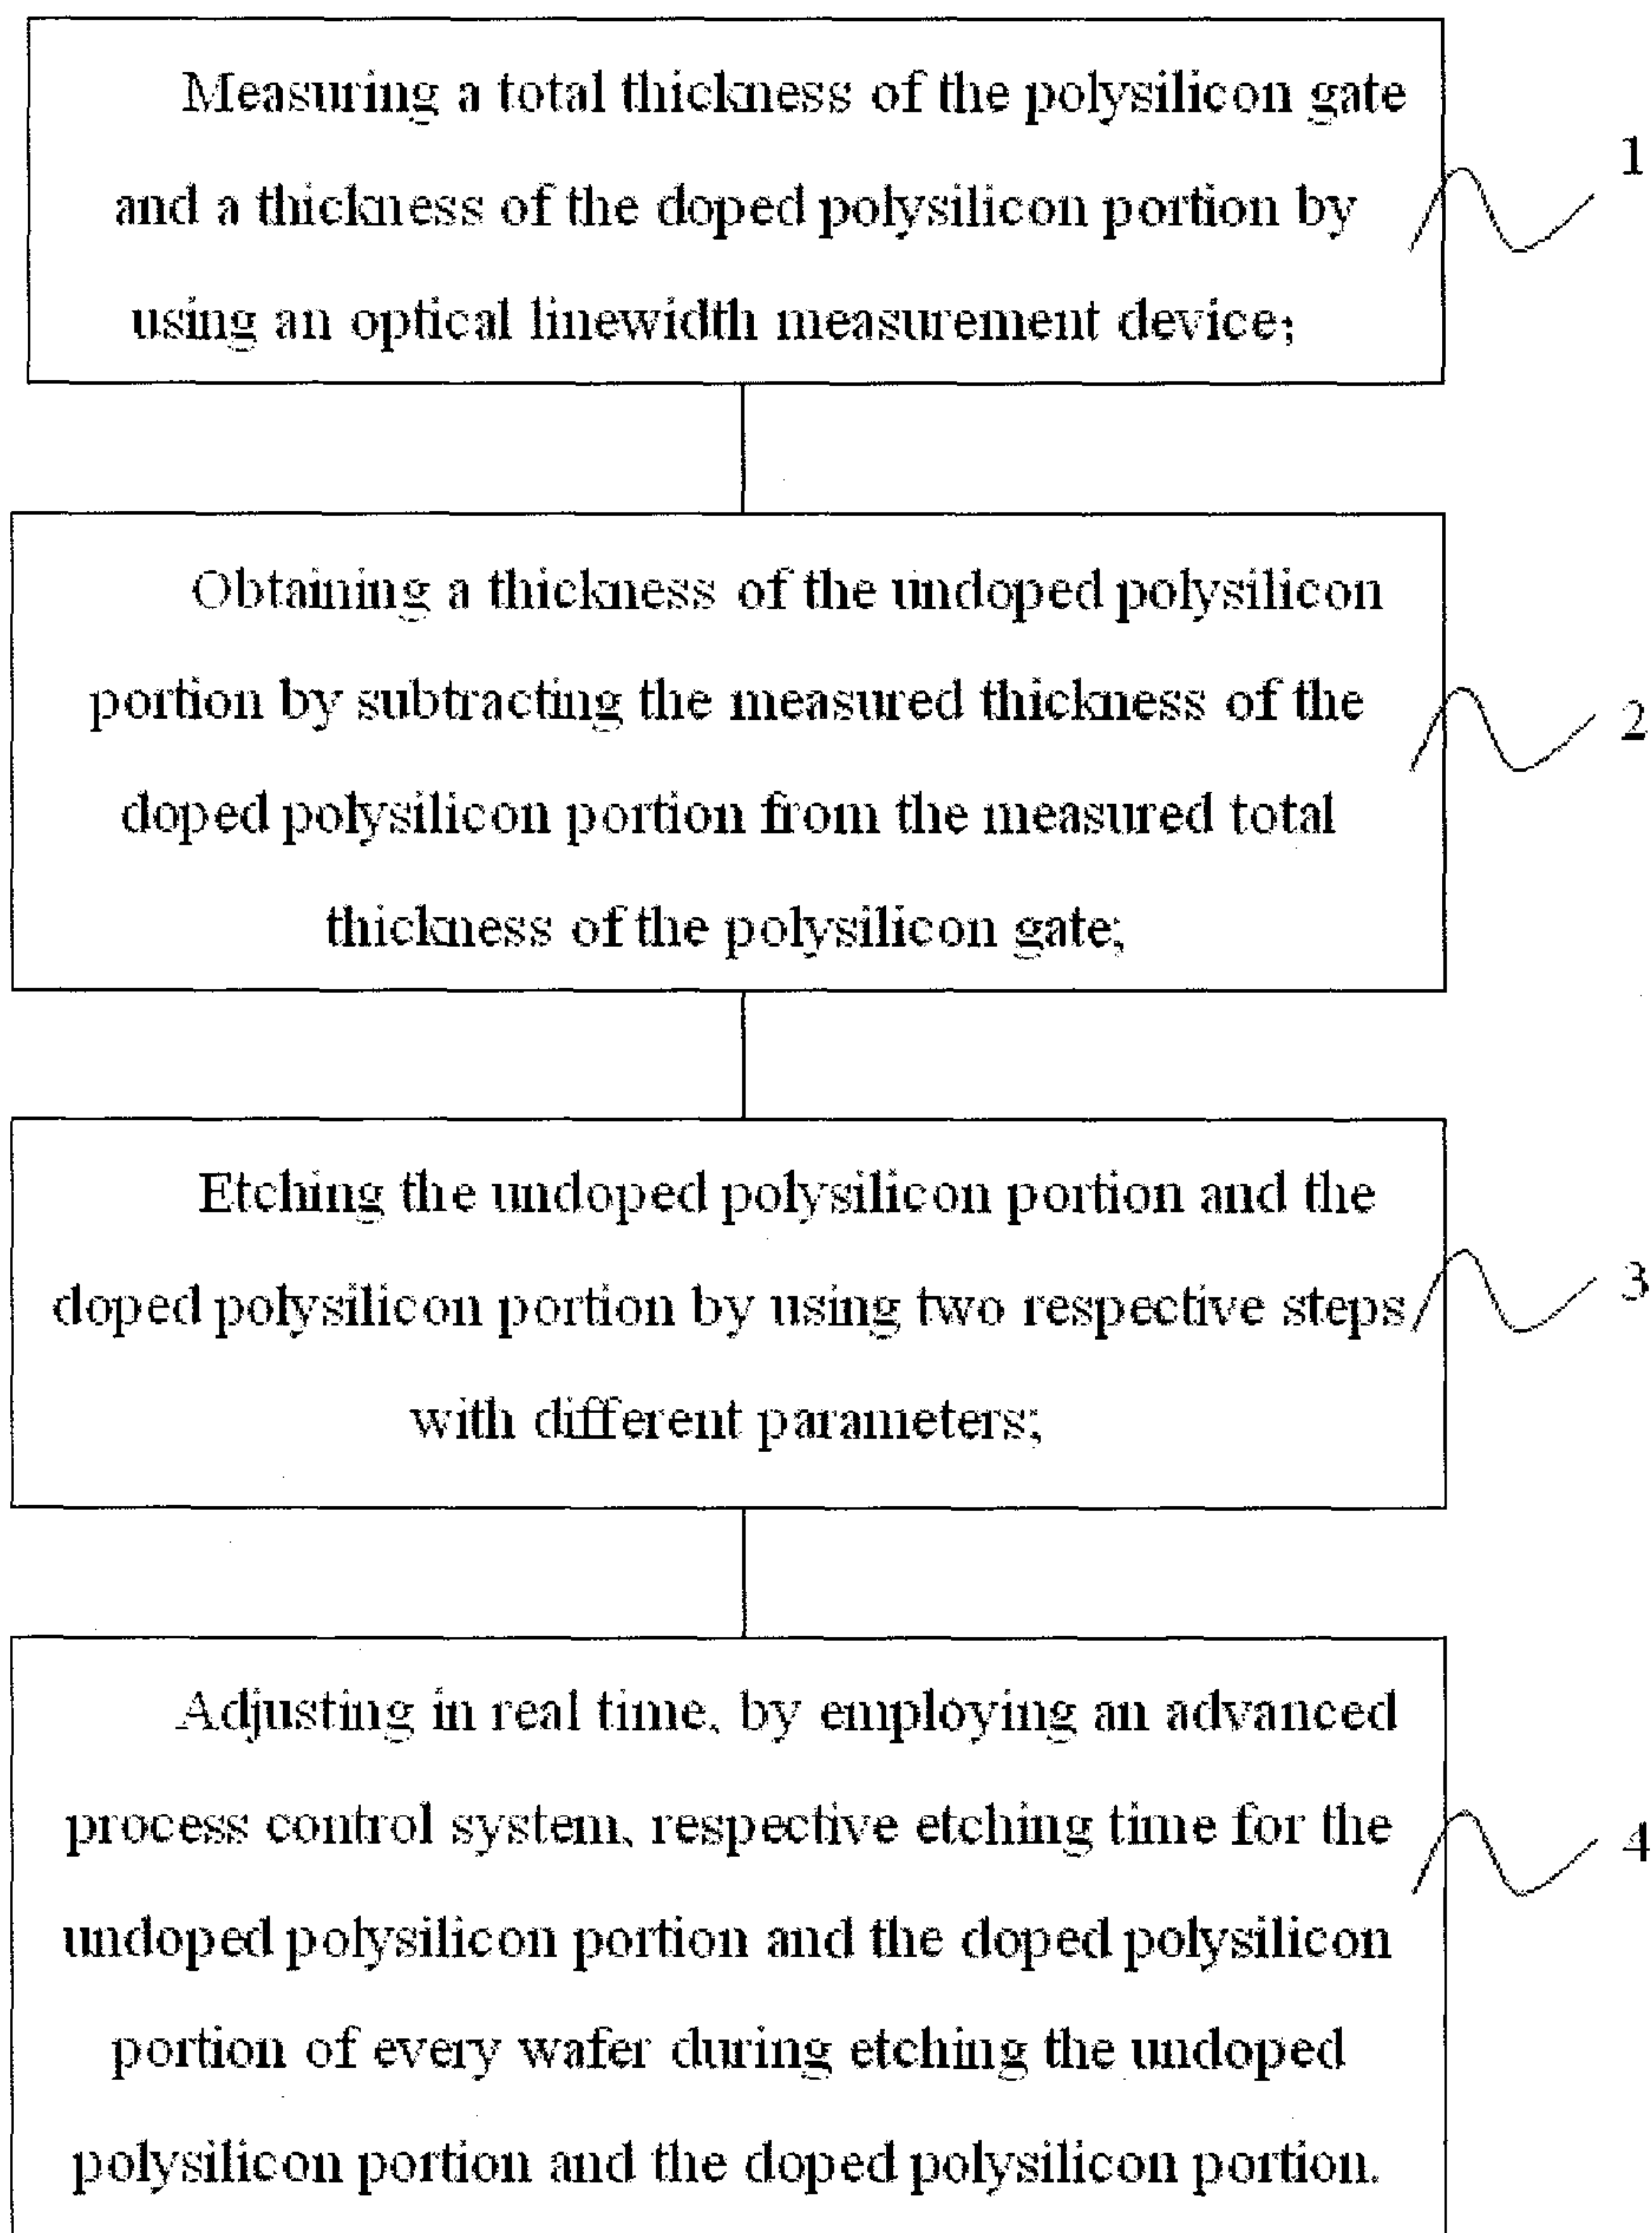 Measuring a total thickness of the polysilicon gate
and a thickness of the doped polysilicon portion by
using an optical linewidth measurement device;
1
Obtaining a thickness of the undoped polysilicon
portion by subtracting the measured thickness of the
doped polysilicon portion from the measured total
thickness of the polysilicon gate;
2
Etching the undoped polysilicon portion and the
doped polysilicon portion by using two respective steps
with different parameters;
3
Adjusting in real time, by employing an advanced
process control system, respective etching time for the
undoped polysilicon portion and the doped polysilicon
portion of every wafer during etching the undoped
polysilicon portion and the doped polysilicon portion.
4